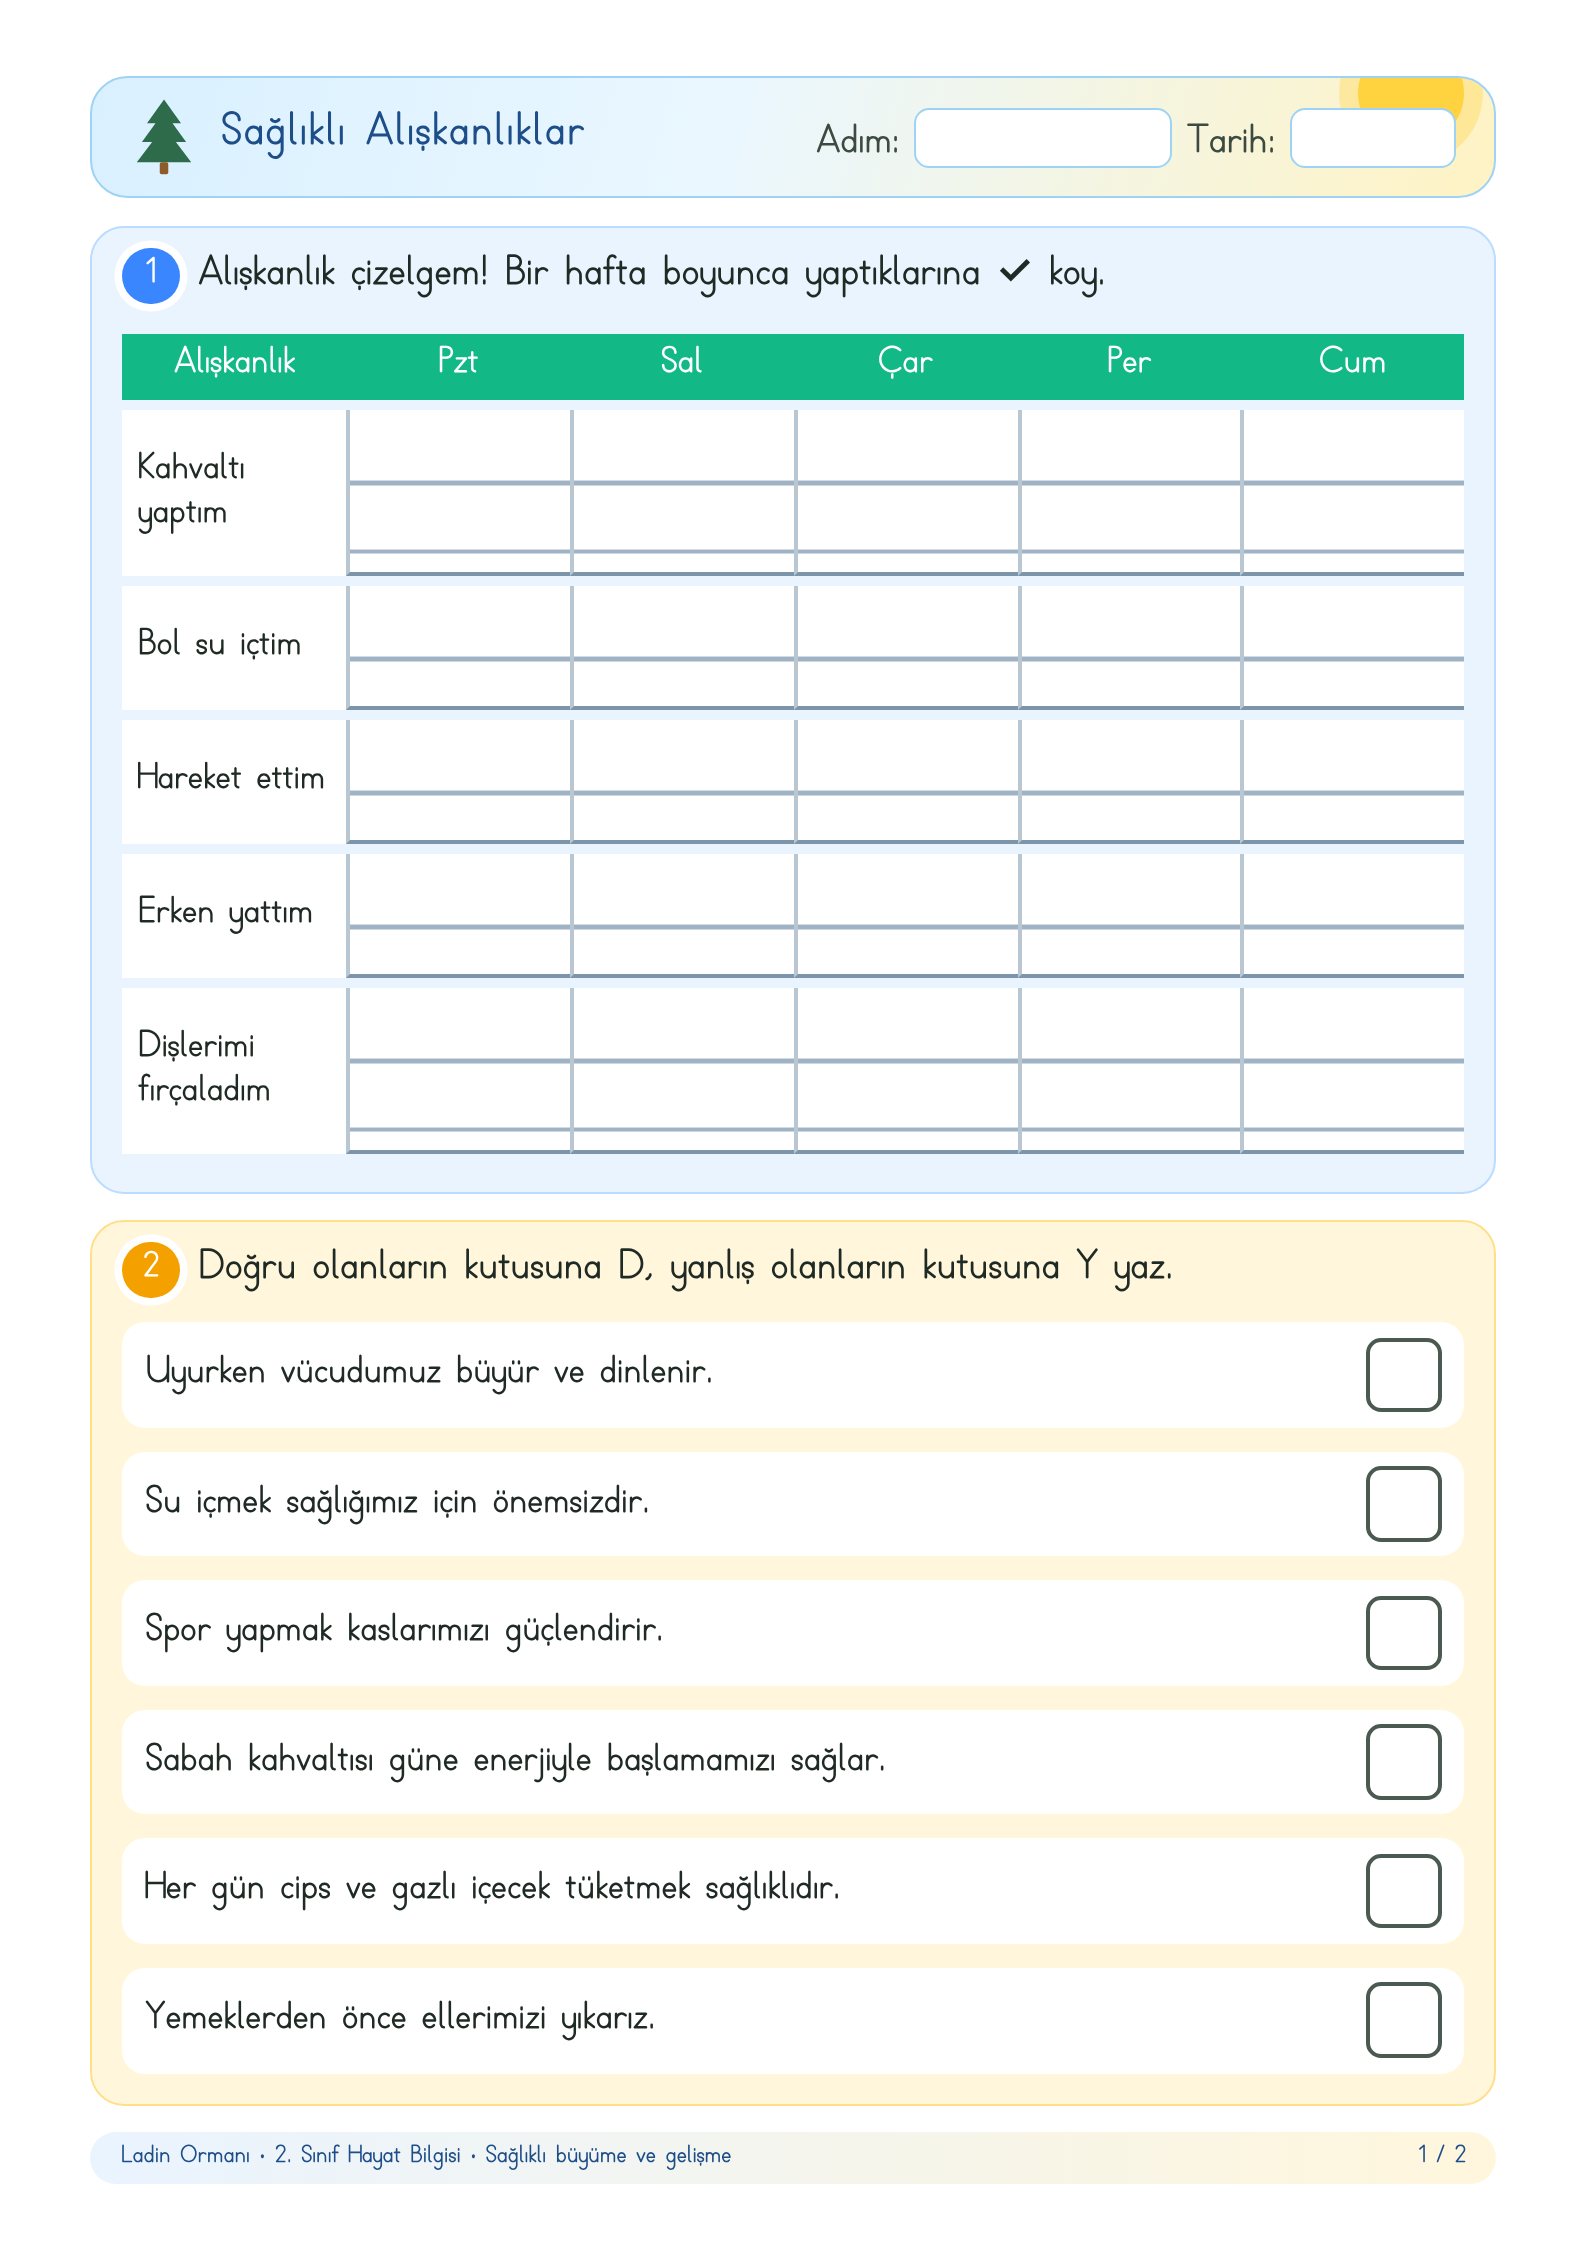 Sağlıklı Alışkanlıklar
Adım: Tarih:
1 Alışkanlık çizelgem! Bir hafta boyunca yaptıklarına ✓ koy.
Alışkanlık Pzt Sal Çar Per Cum
Kahvaltı
yaptım
Bol su içtim
Hareket ettim
Erken yattım
Dişlerimi
fırçaladım
2 Doğru olanların kutusuna D, yanlış olanların kutusuna Y yaz.
Uyurken vücudumuz büyür ve dinlenir.
Su içmek sağlığımız için önemsizdir.
Spor yapmak kaslarımızı güçlendirir.
Sabah kahvaltısı güne enerjiyle başlamamızı sağlar.
Her gün cips ve gazlı içecek tüketmek sağlıklıdır.
Yemeklerden önce ellerimizi yıkarız.
Ladin Ormanı • 2. Sınıf Hayat Bilgisi • Sağlıklı büyüme ve gelişme 1 / 2